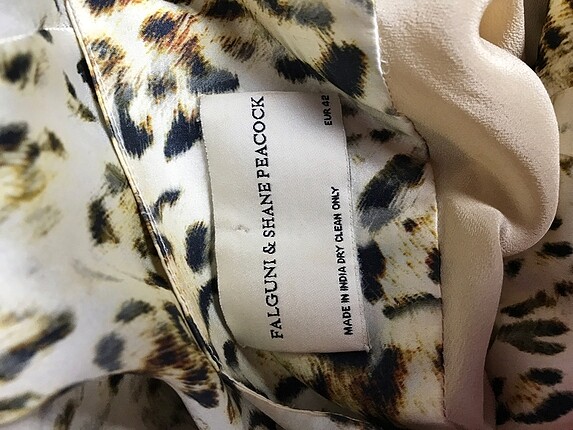 FALGUNI & SHANE PEACOCK
MADE IN INDIA DRY CLEAN ONLY
EUR 42